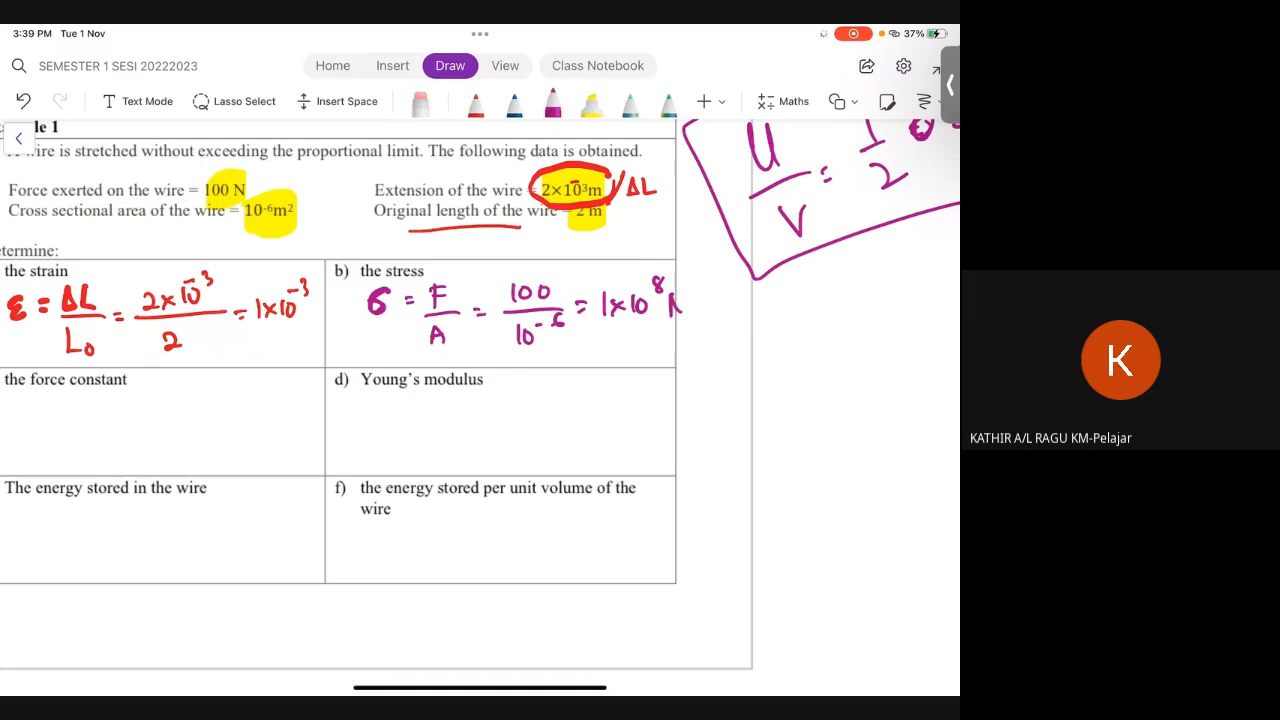 3:39 PM Tue 1 Nov
37%
SEMESTER 1 SESI 20222023
Home Insert Draw View Class Notebook
Text Mode Lasso Select Insert Space Maths
le 1
wire is stretched without exceeding the proportional limit. The following data is obtained.
Force exerted on the wire = 100 N
Extension of the wire = 2×10⁻³m ΔL
Cross sectional area of the wire = 10⁻⁶m²
Original length of the wire = 2 m
etermine:
the strain
ε = ΔL/L₀ = 2×10⁻³/2 = 1×10⁻³
b) the stress
σ = F/A = 100/10⁻⁶ = 1×10⁸ N
the force constant
d) Young's modulus
The energy stored in the wire
f) the energy stored per unit volume of the
wire
U/V = 1/2 σ
K
KATHIR A/L RAGU KM-Pelajar